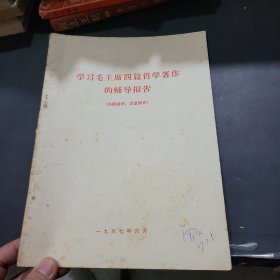 学习毛主席四篇哲学著作
的輔导报告
(内部材料，注意保存)
一九六七年六月